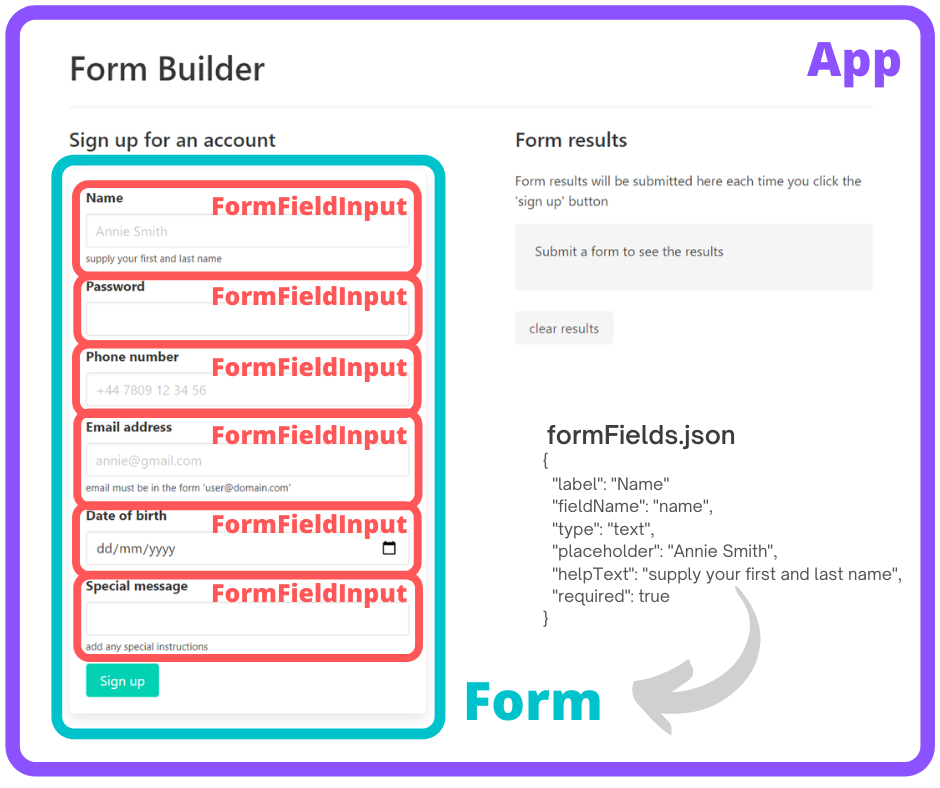 App
Form Builder
Sign up for an account
Name
FormFieldInput
Annie Smith
supply your first and last name
Password
FormFieldInput
Phone number
FormFieldInput
+44 7809 12 34 56
Email address
FormFieldInput
annie@gmail.com
email must be in the form 'user@domain.com'
Date of birth
FormFieldInput
dd/mm/yyyy
Special message
FormFieldInput
add any special instructions
Sign up
Form
Form results
Form results will be submitted here each time you click the
'sign up' button
Submit a form to see the results
clear results
formFields.json
{
"label": "Name"
"fieldName": "name",
"type": "text",
"placeholder": "Annie Smith",
"helpText": "supply your first and last name",
"required": true
}